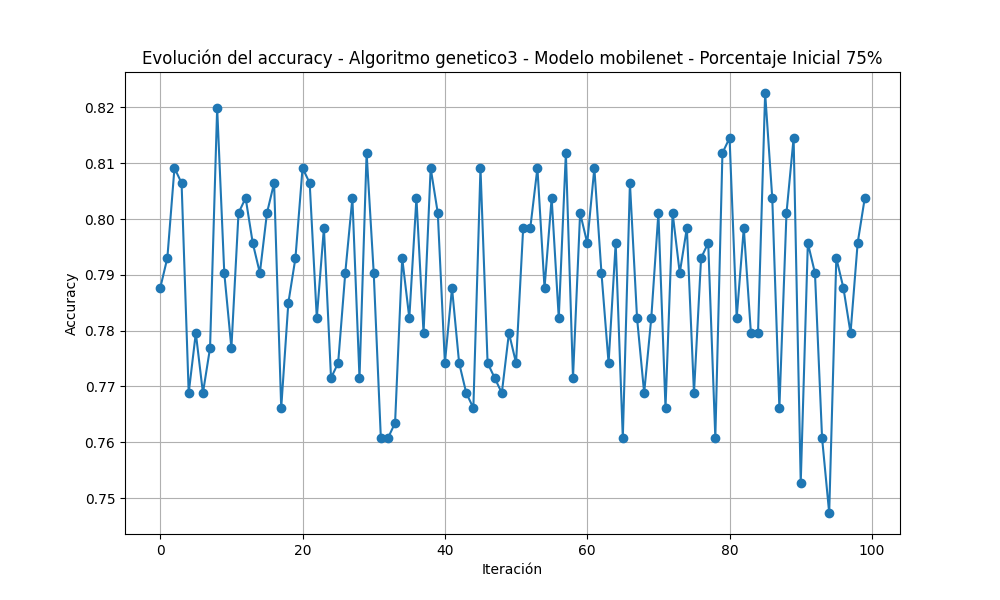 Evolución del accuracy - Algoritmo genetico3 - Modelo mobilenet - Porcentaje Inicial 75%
Accuracy
0.82
0.81
0.80
0.79
0.78
0.77
0.76
0.75
0 20 40 60 80 100
Iteración